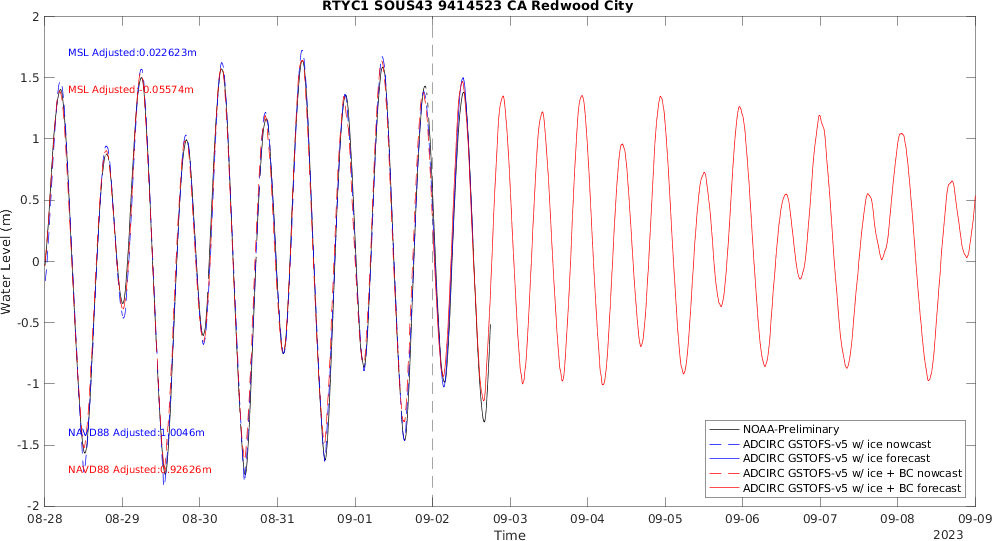 RTYC1 SOUS43 9414523 CA Redwood City
2
1.5
1
0.5
0
-0.5
-1
-1.5
-2
Water Level (m)
MSL Adjusted:0.022623m
MSL Adjusted:-0.05574m
NAVD88 Adjusted:1.0046m
NAVD88 Adjusted:0.92626m
NOAA-Preliminary
ADCIRC GSTOFS-v5 w/ ice nowcast
ADCIRC GSTOFS-v5 w/ ice forecast
ADCIRC GSTOFS-v5 w/ ice + BC nowcast
ADCIRC GSTOFS-v5 w/ ice + BC forecast
08-28 08-29 08-30 08-31 09-01 09-02 09-03 09-04 09-05 09-06 09-07 09-08 09-09
Time
2023